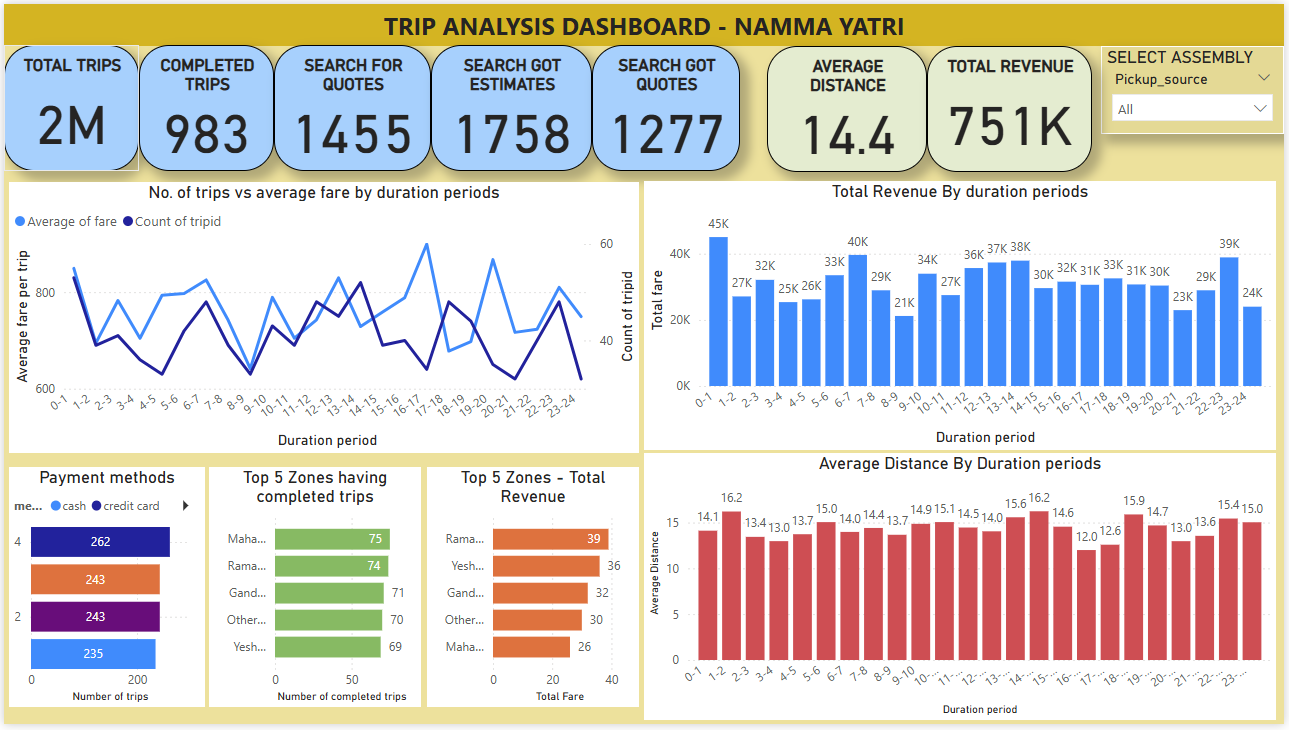 TRIP ANALYSIS DASHBOARD - NAMMA YATRI
TOTAL TRIPS
2M
COMPLETED
TRIPS
983
SEARCH FOR
QUOTES
1455
SEARCH GOT
ESTIMATES
1758
SEARCH GOT
QUOTES
1277
AVERAGE
DISTANCE
14.4
TOTAL REVENUE
751K
SELECT ASSEMBLY
Pickup_source
All
No. of trips vs average fare by duration periods
Average of fare Count of tripid
Average fare per trip
800
600
60
40
Count of tripid
0-1 1-2 2-3 3-4 4-5 5-6 6-7 7-8 8-9 9-10 10-11 11-12 12-13 13-14 14-15 15-16 16-17 17-18 18-19 19-20 20-21 21-22 22-23 23-24
Duration period
Total Revenue By duration periods
Total fare
40K
20K
0K
45K 27K 32K 25K 26K 33K 40K 29K 21K 34K 27K 36K 37K 38K 30K 32K 31K 33K 31K 30K 23K 29K 39K 24K
0-1 1-2 2-3 3-4 4-5 5-6 6-7 7-8 8-9 9-10 10-11 11-12 12-13 13-14 14-15 15-16 16-17 17-18 18-19 19-20 20-21 21-22 22-23 23-24
Duration period
Payment methods
me... cash credit card
4
2
262
243
243
235
0 200
Number of trips
Top 5 Zones having
completed trips
Maha... 75
Rama... 74
Gand... 71
Other... 70
Yesh... 69
0 50
Number of completed trips
Top 5 Zones - Total
Revenue
Rama... 39
Yesh... 36
Gand... 32
Other... 30
Maha... 26
0 20 40
Total Fare
Average Distance By Duration periods
Average Distance
15
10
5
0
14.1 16.2 13.4 13.0 13.7 15.0 14.0 14.4 13.7 14.9 15.1 14.5 14.0 15.6 16.2 14.6 12.0 12.6 15.9 14.7 13.0 13.6 15.4 15.0
0-1 1-2 2-3 3-4 4-5 5-6 6-7 7-8 8-9 9-10 10-... 11-... 12-... 13-... 14-... 15-... 16-... 17-... 18-... 19-... 20-... 21-... 22-... 23-...
Duration period